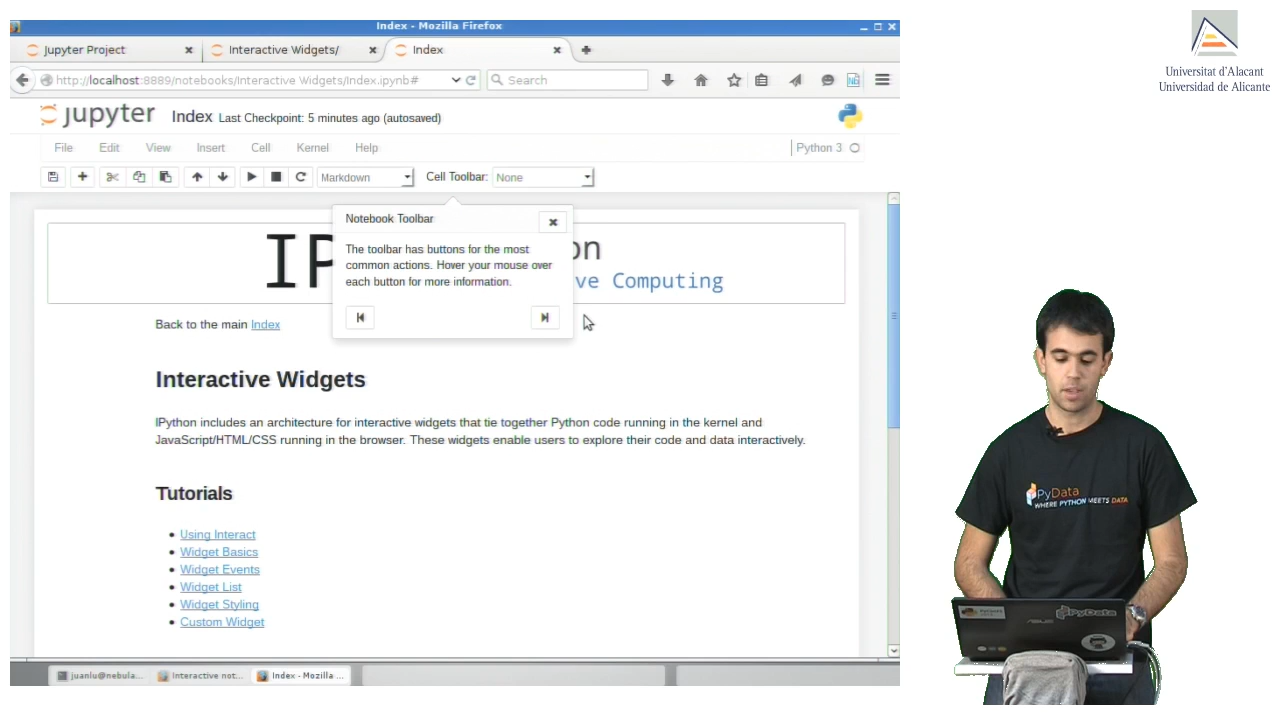 Index - Mozilla Firefox
Jupyter Project
Interactive Widgets/
Index
http://localhost:8889/notebooks/Interactive Widgets/Index.ipynb#
Search
jupyter Index Last Checkpoint: 5 minutes ago (autosaved)
File Edit View Insert Cell Kernel Help
Python 3
Markdown
Cell Toolbar: None
Notebook Toolbar
The toolbar has buttons for the most
common actions. Hover your mouse over
each button for more information.
IP
on
ve Computing
Back to the main Index
Interactive Widgets
IPython includes an architecture for interactive widgets that tie together Python code running in the kernel and
JavaScript/HTML/CSS running in the browser. These widgets enable users to explore their code and data interactively.
Tutorials
Using Interact
Widget Basics
Widget Events
Widget List
Widget Styling
Custom Widget
juanlu@nebula...
Interactive not...
Index - Mozilla ...
Universitat d'Alacant
Universidad de Alicante
PyData
WHERE PYTHON MEETS DATA
PyData
ASUS